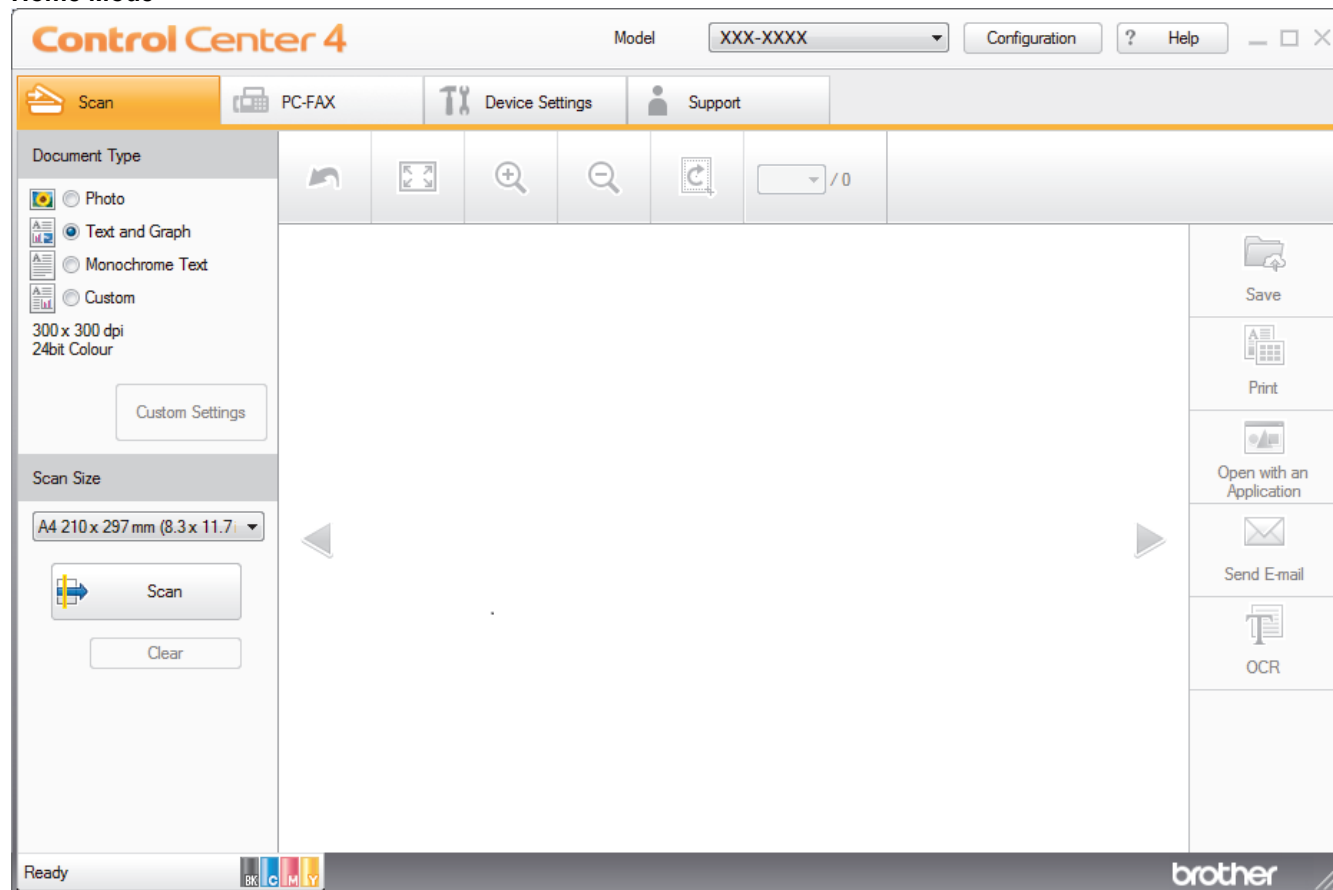 Control Center 4
Model
XXX-XXXX
Configuration
? Help
Scan
PC-FAX
Device Settings
Support
Document Type
/ 0
Photo
Text and Graph
Monochrome Text
Custom
300 x 300 dpi
24bit Colour
Custom Settings
Scan Size
A4 210 x 297 mm (8.3 x 11.7
Scan
Clear
Save
Print
Open with an
Application
Send E-mail
OCR
Ready
BK C M Y
brother